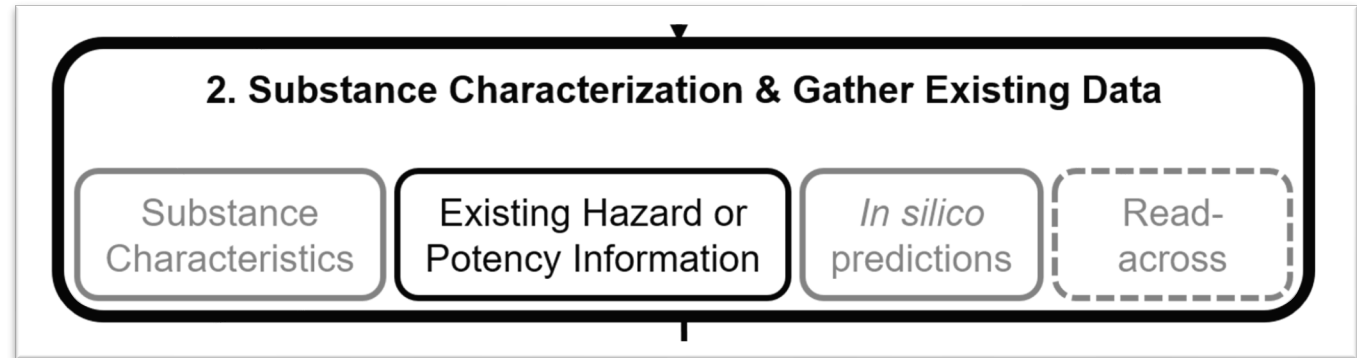 2. Substance Characterization & Gather Existing Data
Substance
Characteristics
Existing Hazard or
Potency Information
In silico
predictions
Read-
across